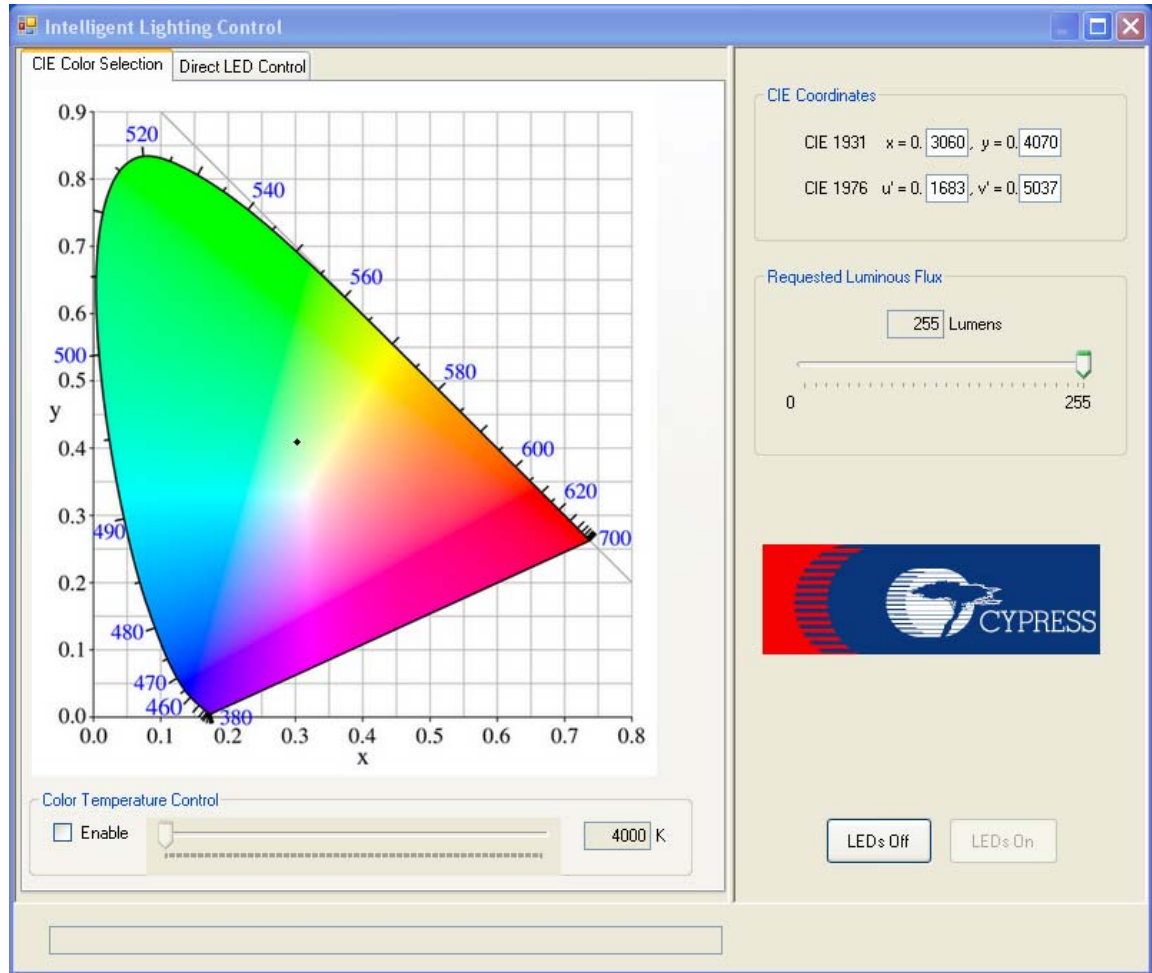 Intelligent Lighting Control
CIE Color Selection
Direct LED Control
0.9
0.8
0.7
0.6
0.5
0.4
0.3
0.2
0.1
0.0
y
520
540
560
500
580
600
620
490
700
480
470
460
380
0.0 0.1 0.2 0.3 0.4 0.5 0.6 0.7 0.8
x
Color Temperature Control
Enable
4000 K
CIE Coordinates
CIE 1931 x = 0. 3060 , y = 0. 4070
CIE 1976 u' = 0. 1683 , v' = 0. 5037
Requested Luminous Flux
255 Lumens
0 255
CYPRESS
LEDs Off
LEDs On